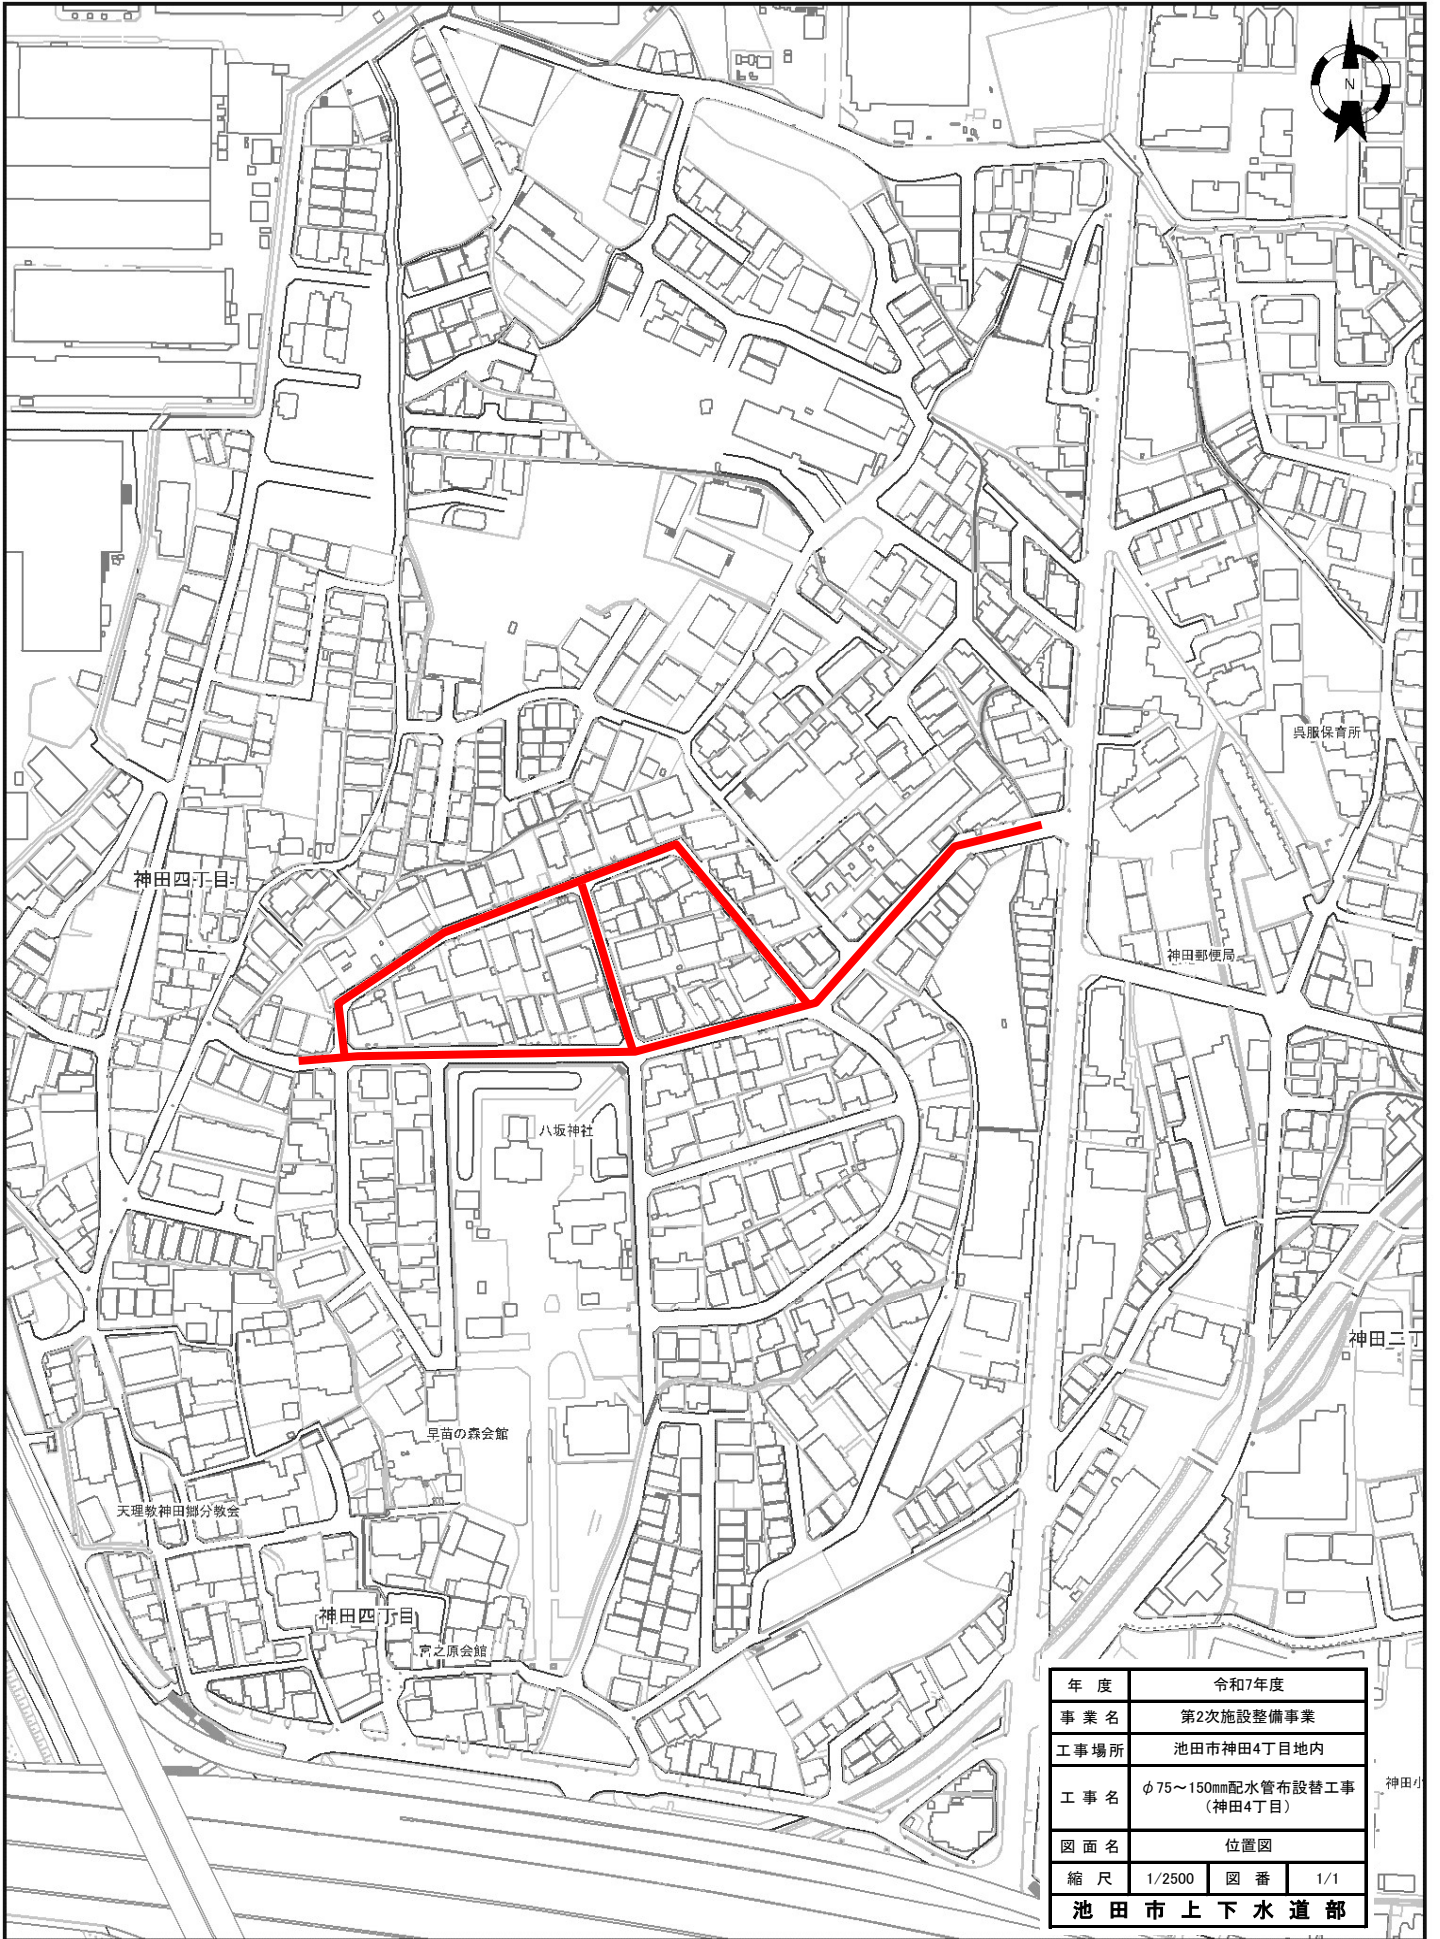 N
呉服保育所
神田四丁目
神田郵便局
八坂神社
神田二丁
早苗の森会館
天理教神田郷分教会
神田四丁目
宮之原会館
年 度 令和7年度
事 業 名 第2次施設整備事業
工事場所 池田市神田4丁目地内
工 事 名 φ75～150mm配水管布設替工事
（神田4丁目）
図 面 名 位置図
縮 尺 1/2500 図 番 1/1
池 田 市 上 下 水 道 部
神田小